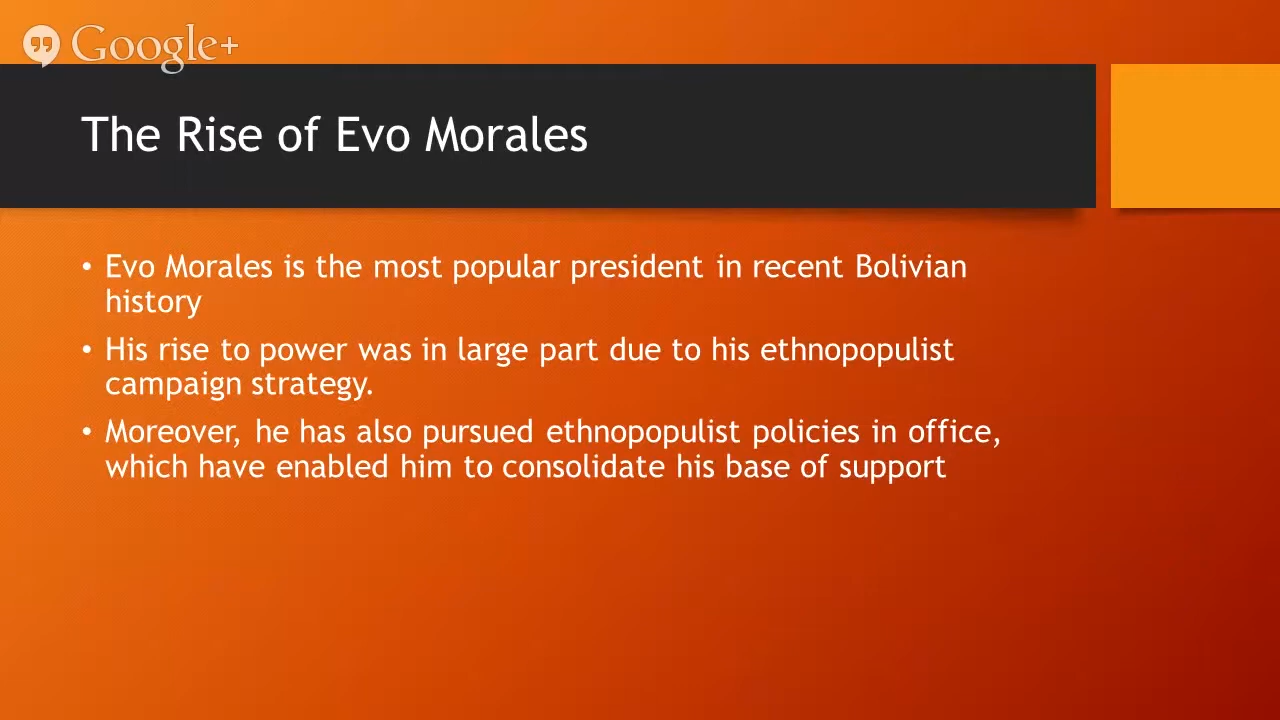 Google+
The Rise of Evo Morales
• Evo Morales is the most popular president in recent Bolivian
history
• His rise to power was in large part due to his ethnopopulist
campaign strategy.
• Moreover, he has also pursued ethnopopulist policies in office,
which have enabled him to consolidate his base of support